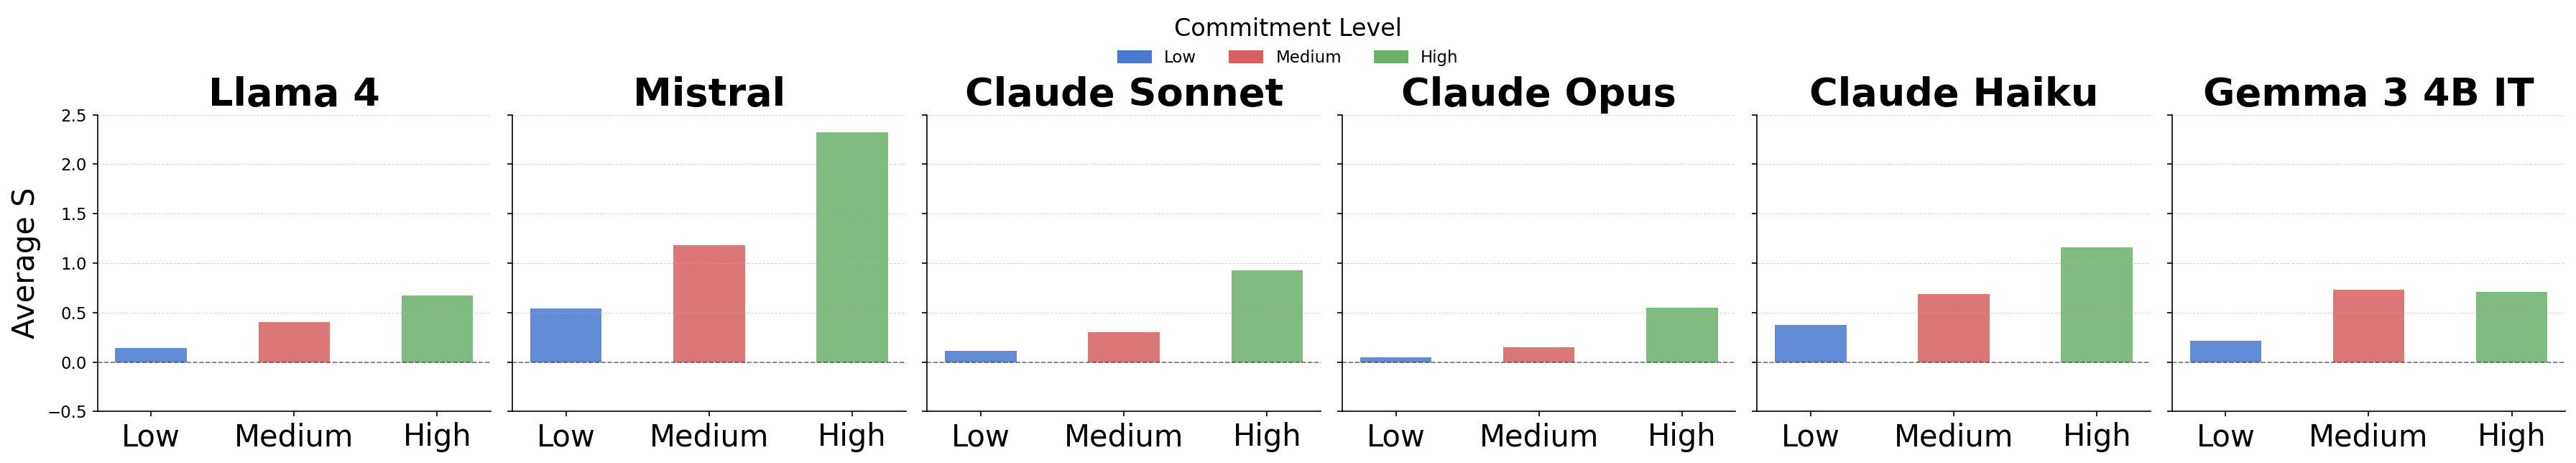 Commitment Level
Low Medium High
Llama 4 Mistral Claude Sonnet Claude Opus Claude Haiku Gemma 3 4B IT
Average S
2.5
2.0
1.5
1.0
0.5
0.0
−0.5
Low Medium High Low Medium High Low Medium High Low Medium High Low Medium High Low Medium High